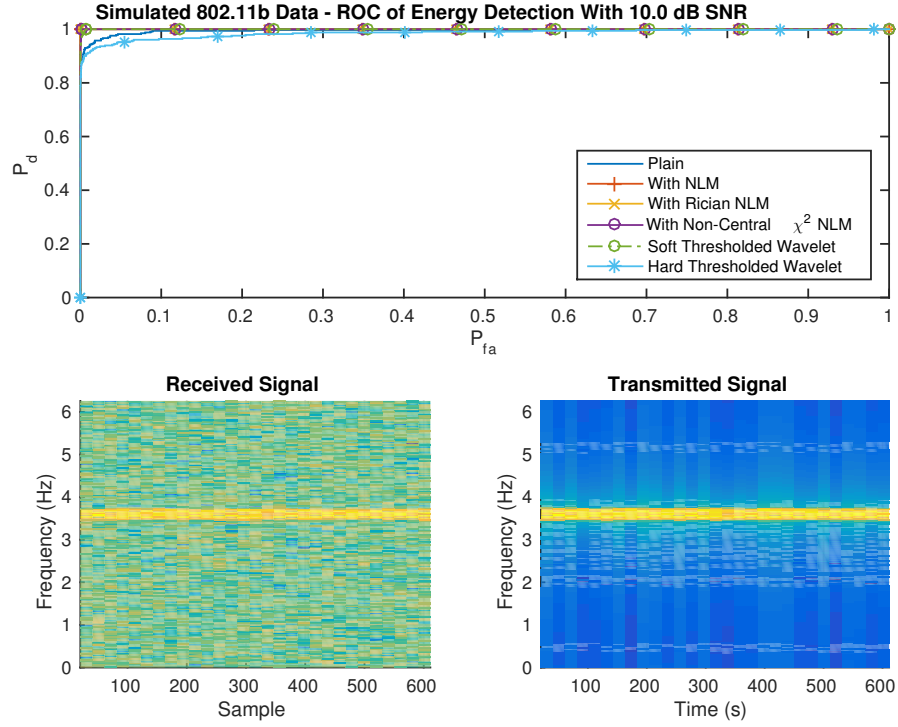 Simulated 802.11b Data - ROC of Energy Detection With 10.0 dB SNR
1
0.8
0.6
0.4
0.2
0
P_d
Plain
With NLM
With Rician NLM
With Non-Central χ² NLM
Soft Thresholded Wavelet
Hard Thresholded Wavelet
0 0.1 0.2 0.3 0.4 0.5 0.6 0.7 0.8 0.9 1
P_fa
Received Signal
6
5
4
3
2
1
0
Frequency (Hz)
100 200 300 400 500 600
Sample
Transmitted Signal
6
5
4
3
2
1
0
Frequency (Hz)
100 200 300 400 500 600
Time (s)